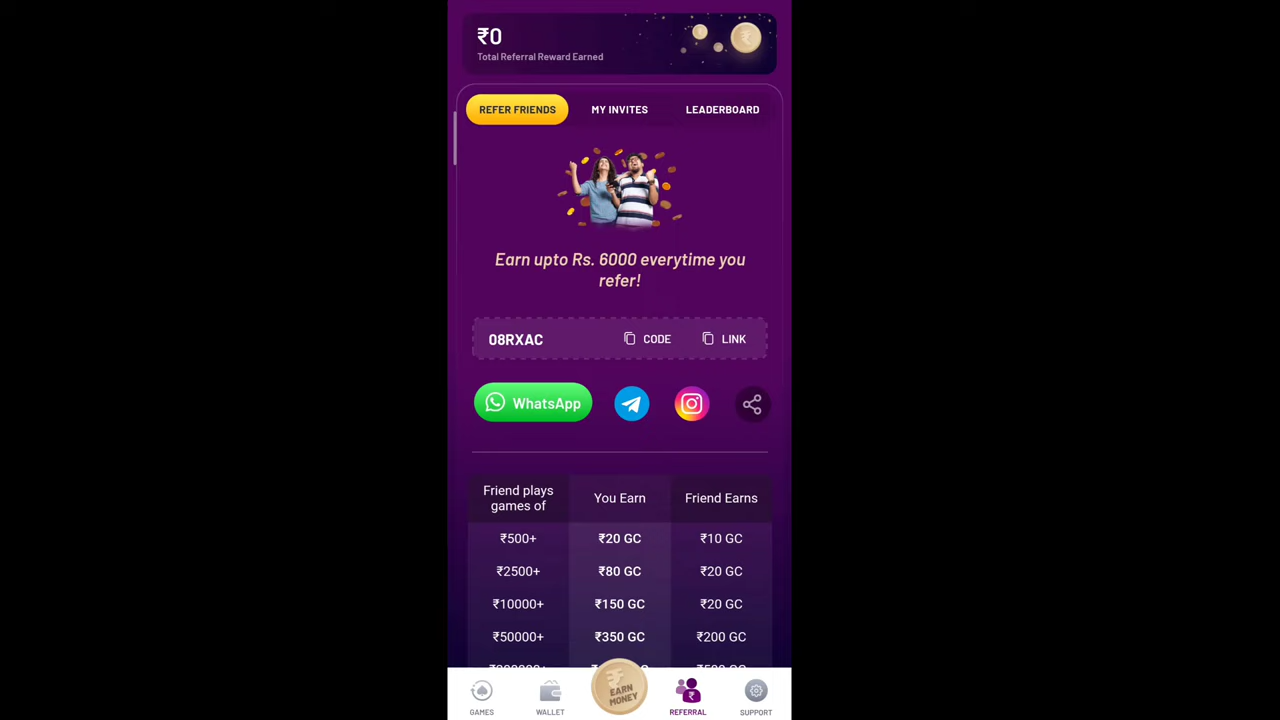 ₹0
Total Referral Reward Earned
REFER FRIENDS MY INVITES LEADERBOARD
Earn upto Rs. 6000 everytime you
refer!
08RXAC CODE LINK
WhatsApp
Friend plays
games of You Earn Friend Earns
₹500+ ₹20 GC ₹10 GC
₹2500+ ₹80 GC ₹20 GC
₹10000+ ₹150 GC ₹20 GC
₹50000+ ₹350 GC ₹200 GC
EARN
MONEY
GAMES WALLET REFERRAL SUPPORT